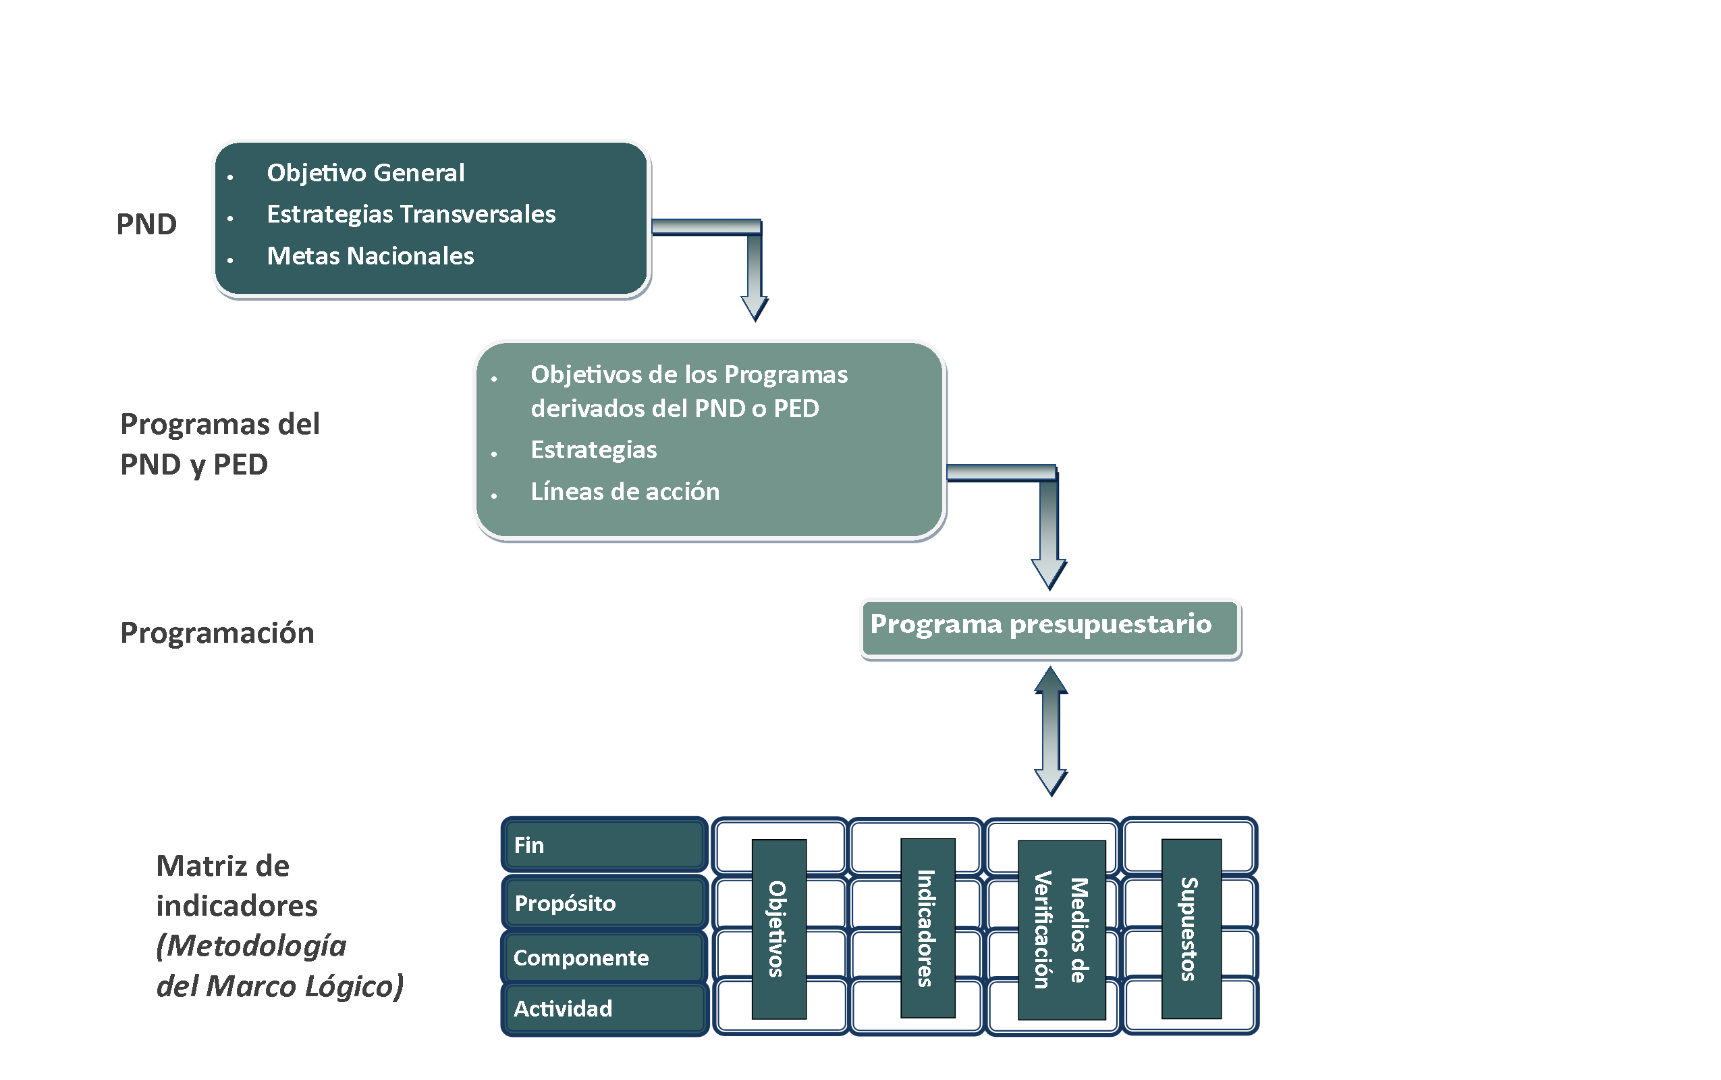 PND
Objetivo General
Estrategias Transversales
Metas Nacionales
Programas del
PND y PED
Objetivos de los Programas
derivados del PND o PED
Estrategias
Líneas de acción
Programación
Programa presupuestario
Matriz de
indicadores
(Metodología
del Marco Lógico)
Fin
Propósito
Componente
Actividad
Objetivos
Indicadores
Medios de
Verificación
Supuestos